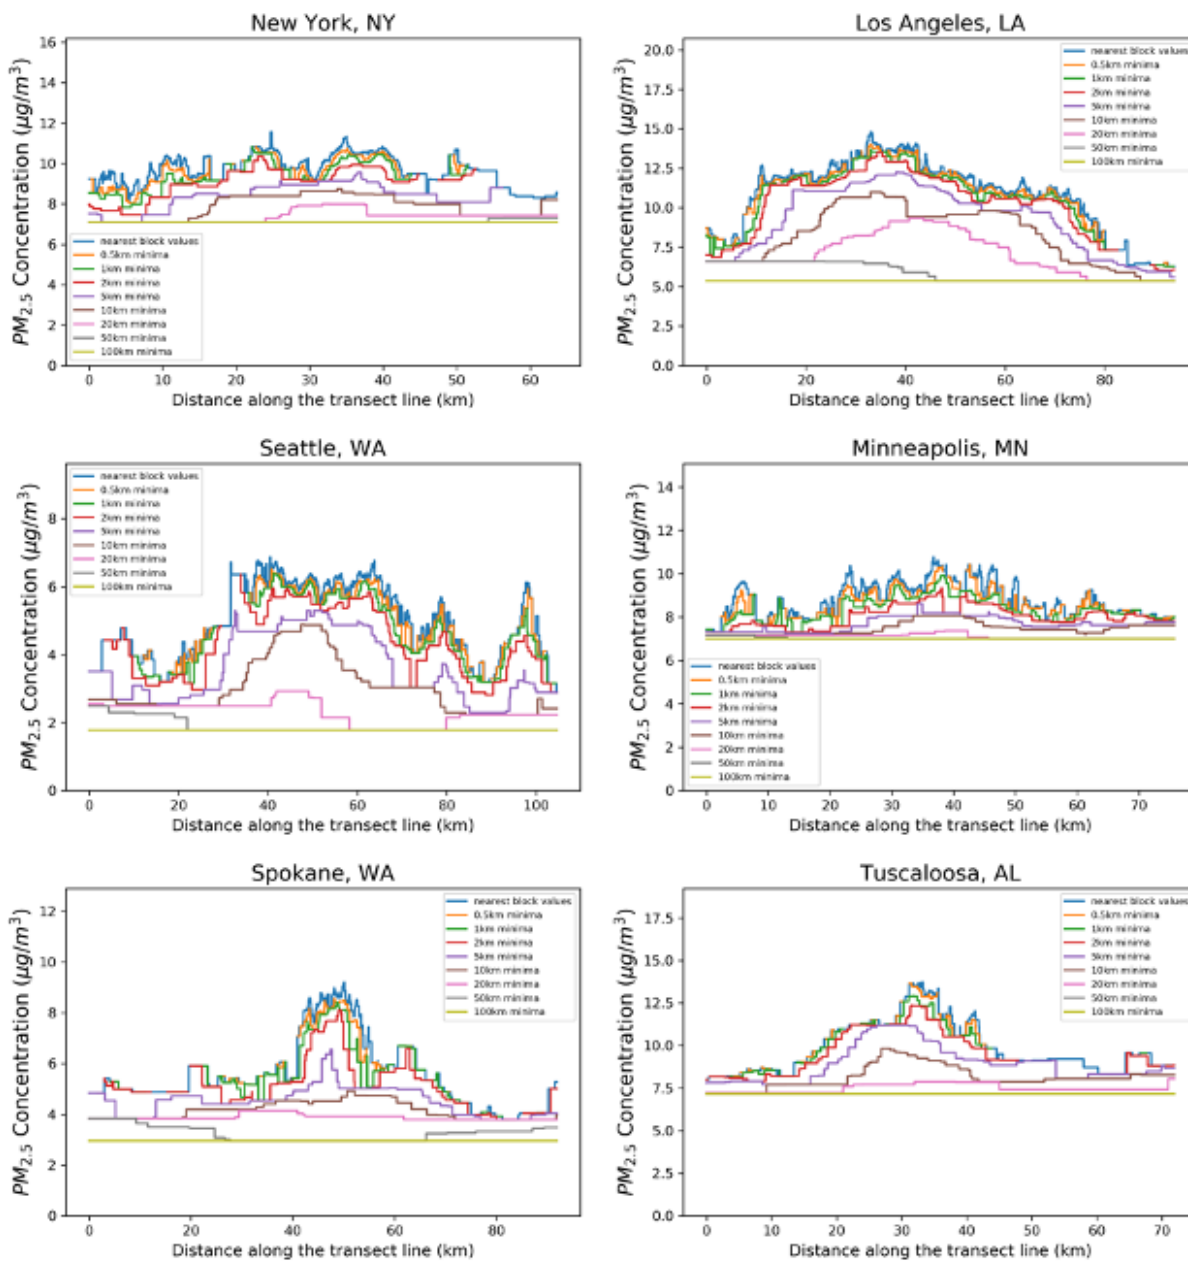 New York, NY
PM2.5 Concentration (μg/m³)
16
14
12
10
8
6
4
2
0
nearest block values
0.5km minima
1km minima
2km minima
5km minima
10km minima
20km minima
50km minima
100km minima
0 10 20 30 40 50 60
Distance along the transect line (km)
Los Angeles, LA
PM2.5 Concentration (μg/m³)
20.0
17.5
15.0
12.5
10.0
7.5
5.0
2.5
0.0
nearest block values
0.5km minima
1km minima
2km minima
5km minima
10km minima
20km minima
50km minima
100km minima
0 20 40 60 80
Distance along the transect line (km)
Seattle, WA
PM2.5 Concentration (μg/m³)
8
6
4
2
0
nearest block values
0.5km minima
1km minima
2km minima
5km minima
10km minima
20km minima
50km minima
100km minima
0 20 40 60 80 100
Distance along the transect line (km)
Minneapolis, MN
PM2.5 Concentration (μg/m³)
14
12
10
8
6
4
2
0
nearest block values
0.5km minima
1km minima
2km minima
5km minima
10km minima
20km minima
50km minima
100km minima
0 10 20 30 40 50 60 70
Distance along the transect line (km)
Spokane, WA
PM2.5 Concentration (μg/m³)
12
10
8
6
4
2
0
nearest block values
0.5km minima
1km minima
2km minima
5km minima
10km minima
20km minima
50km minima
100km minima
0 20 40 60 80
Distance along the transect line (km)
Tuscaloosa, AL
PM2.5 Concentration (μg/m³)
17.5
15.0
12.5
10.0
7.5
5.0
2.5
0.0
nearest block values
0.5km minima
1km minima
2km minima
5km minima
10km minima
20km minima
50km minima
100km minima
0 10 20 30 40 50 60 70
Distance along the transect line (km)